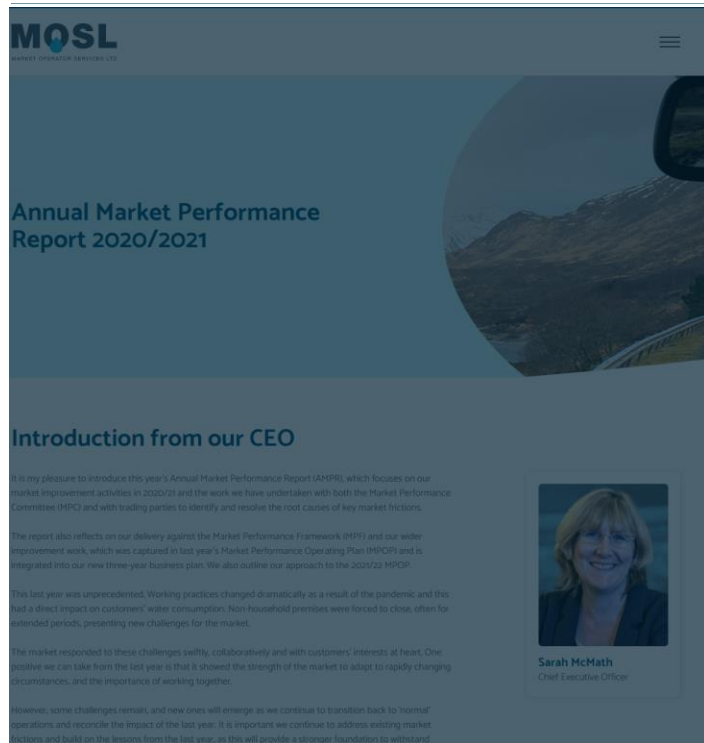 MOSL
MARKET OPERATOR SERVICES LTD
Annual Market Performance
Report 2020/2021
Introduction from our CEO
It is my pleasure to introduce this year's Annual Market Performance Report (AMPR), which focuses on our
market improvement activities in 2020/21 and the work we have undertaken with both the Market Performance
Committee (MPC) and with trading parties to identify and resolve the root causes of key market frictions.
The report also reflects on our delivery against the Market Performance Framework (MPF) and our wider
improvement work, which was captured in last year's Market Performance Operating Plan (MPOP) and is
integrated into our new three-year business plan. We also outline our approach to the 2021/22 MPOP.
This last year was unprecedented. Working practices changed dramatically as a result of the pandemic and this
had a direct impact on customers' water consumption. Non-household premises were forced to close, often for
extended periods, presenting new challenges for the market.
The market responded to these challenges swiftly, collaboratively and with customers' interests at heart. One
positive we can take from the last year is that it showed the strength of the market to adapt to rapidly changing
circumstances, and the importance of working together.
However, some challenges remain, and new ones will emerge as we continue to transition back to 'normal'
operations and reconcile the impact of the last year. It is important we continue to address existing market
frictions and build on the lessons from the last year, as this will provide a stronger foundation to withstand
Sarah McMath
Chief Executive Officer